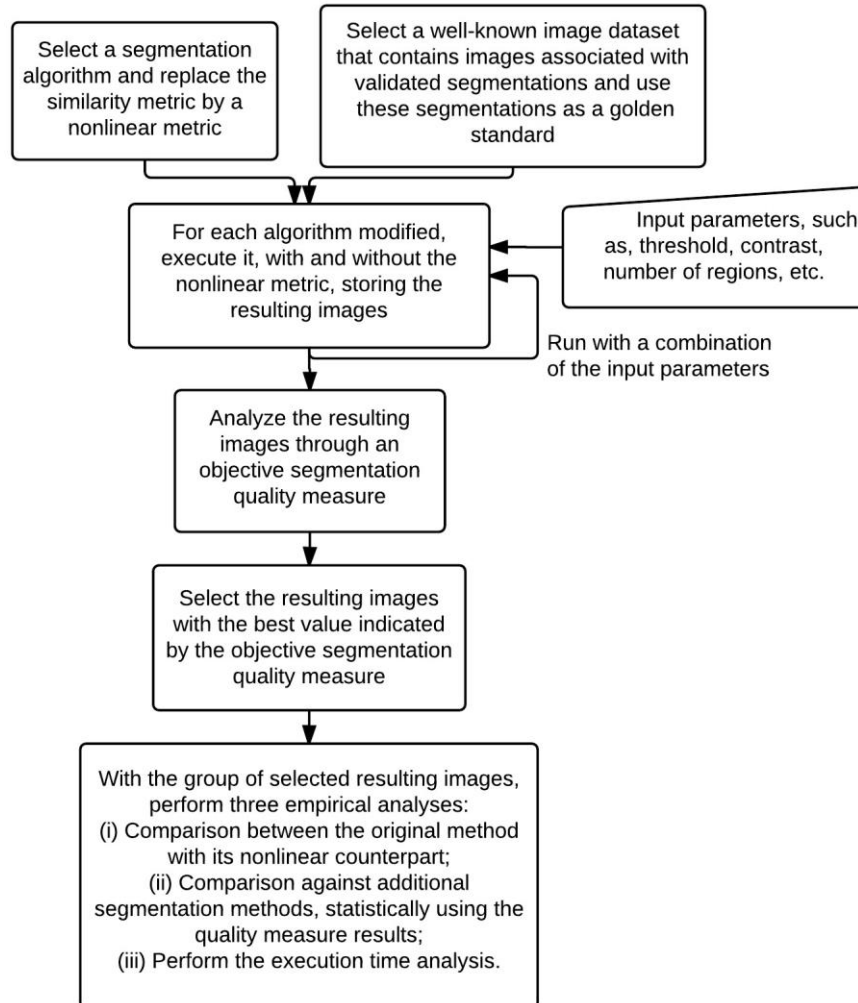 Select a segmentation
algorithm and replace the
similarity metric by a
nonlinear metric
Select a well-known image dataset
that contains images associated with
validated segmentations and use
these segmentations as a golden
standard
For each algorithm modified,
execute it, with and without the
nonlinear metric, storing the
resulting images
Input parameters, such
as, threshold, contrast,
number of regions, etc.
Run with a combination
of the input parameters
Analyze the resulting
images through an
objective segmentation
quality measure
Select the resulting images
with the best value indicated
by the objective segmentation
quality measure
With the group of selected resulting images,
perform three empirical analyses:
(i) Comparison between the original method
with its nonlinear counterpart;
(ii) Comparison against additional
segmentation methods, statistically using the
quality measure results;
(iii) Perform the execution time analysis.